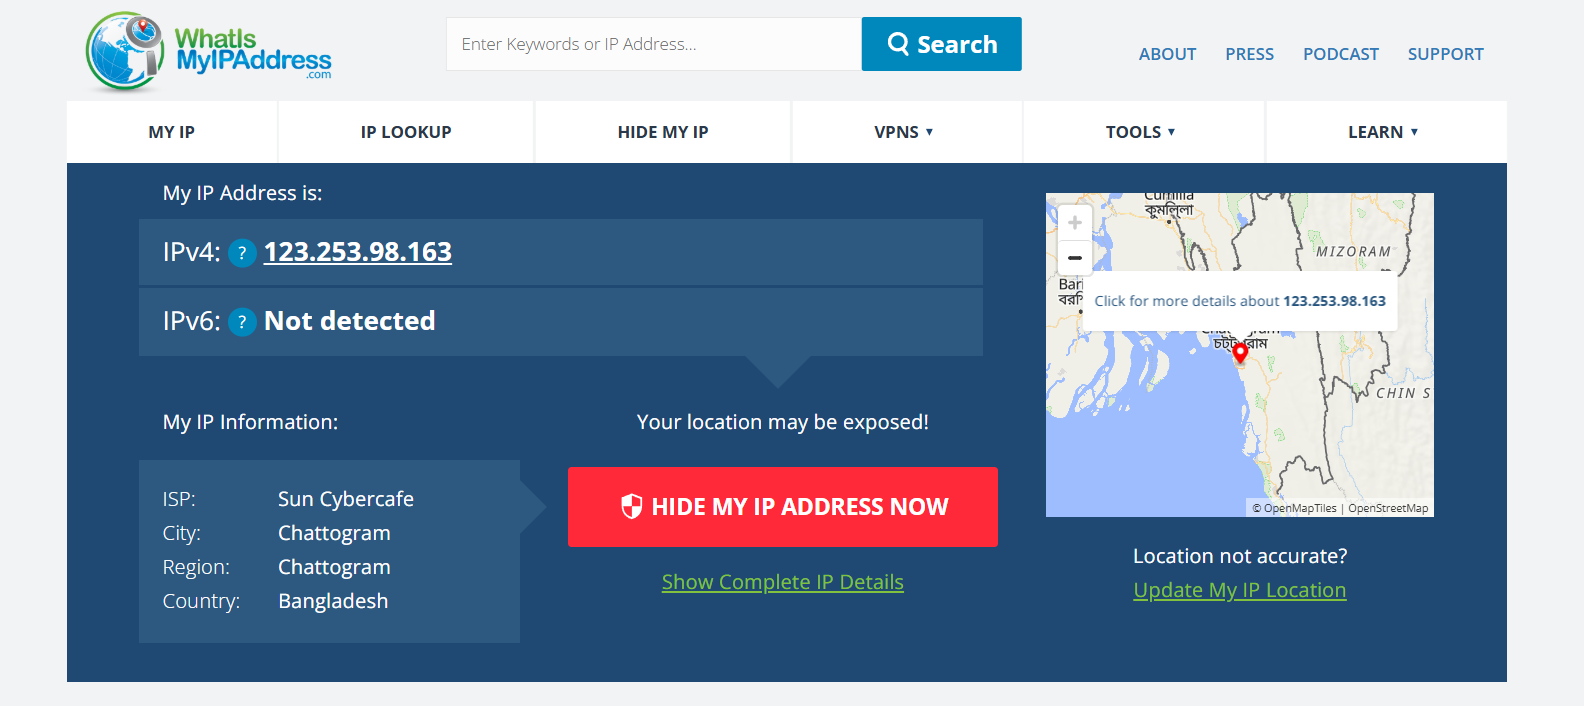 WhatIs
MyIPAddress
.com
Enter Keywords or IP Address...
Search
ABOUT PRESS PODCAST SUPPORT
MY IP IP LOOKUP HIDE MY IP VPNS ▼ TOOLS ▼ LEARN ▼
My IP Address is:
IPv4: ? 123.253.98.163
IPv6: ? Not detected
My IP Information:
ISP: Sun Cybercafe
City: Chattogram
Region: Chattogram
Country: Bangladesh
Your location may be exposed!
HIDE MY IP ADDRESS NOW
Show Complete IP Details
Cumilla
কুমিল্লা
+
−
MIZORAM
Click for more details about 123.253.98.163
CHIN S
© OpenMapTiles | OpenStreetMap
Location not accurate?
Update My IP Location